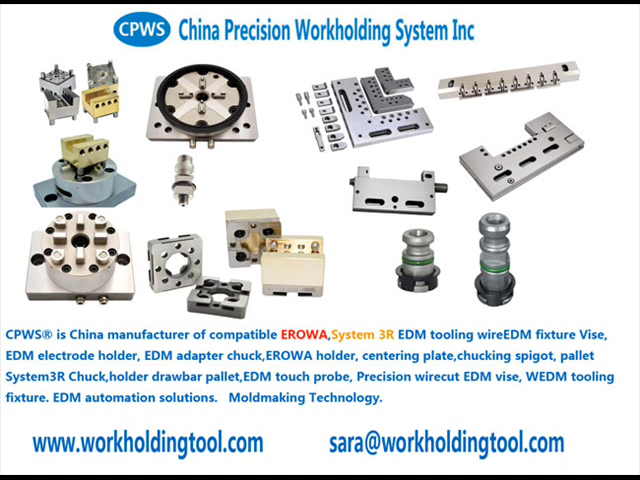 CPWS China Precision Workholding System Inc
CPWS® is China manufacturer of compatible EROWA,System 3R EDM tooling wireEDM fixture Vise,
EDM electrode holder, EDM adapter chuck,EROWA holder, centering plate,chucking spigot, pallet
System3R Chuck,holder drawbar pallet,EDM touch probe, Precision wirecut EDM vise, WEDM tooling
fixture. EDM automation solutions. Moldmaking Technology.
www.workholdingtool.com sara@workholdingtool.com